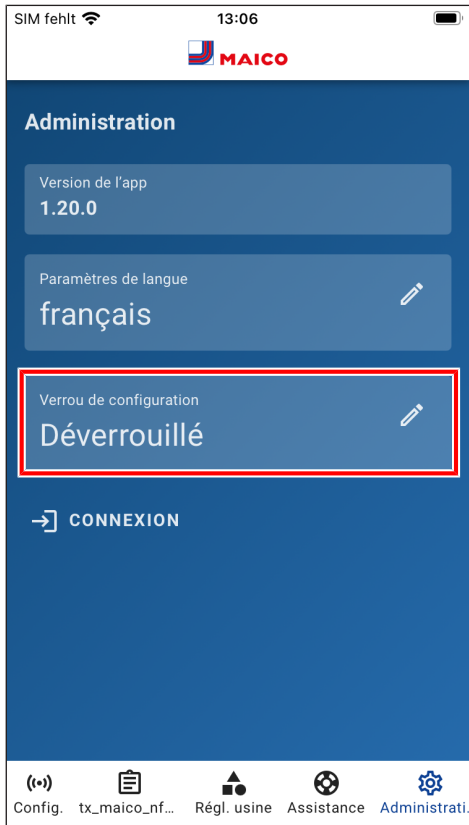 SIM fehlt 13:06
MAICO
Administration
Version de l'app
1.20.0
Paramètres de langue
français
Verrou de configuration
Déverrouillé
CONNEXION
Config. tx_maico_nf... Régl. usine Assistance Administrati.